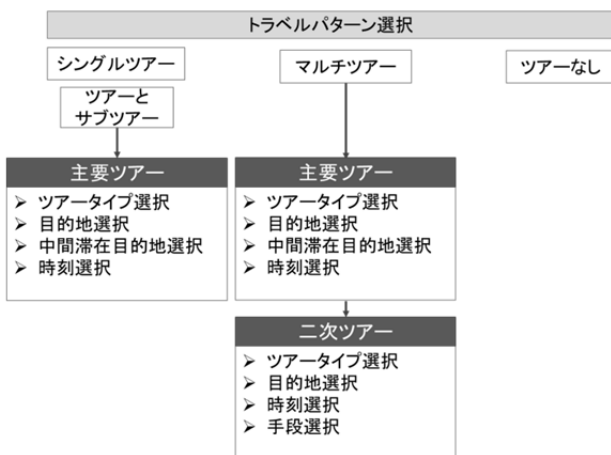 トラベルパターン選択
シングルツアー
マルチツアー
ツアーなし
ツアーと
サブツアー
主要ツアー
➢ ツアータイプ選択
➢ 目的地選択
➢ 中間滞在目的地選択
➢ 時刻選択
主要ツアー
➢ ツアータイプ選択
➢ 目的地選択
➢ 中間滞在目的地選択
➢ 時刻選択
二次ツアー
➢ ツアータイプ選択
➢ 目的地選択
➢ 時刻選択
➢ 手段選択